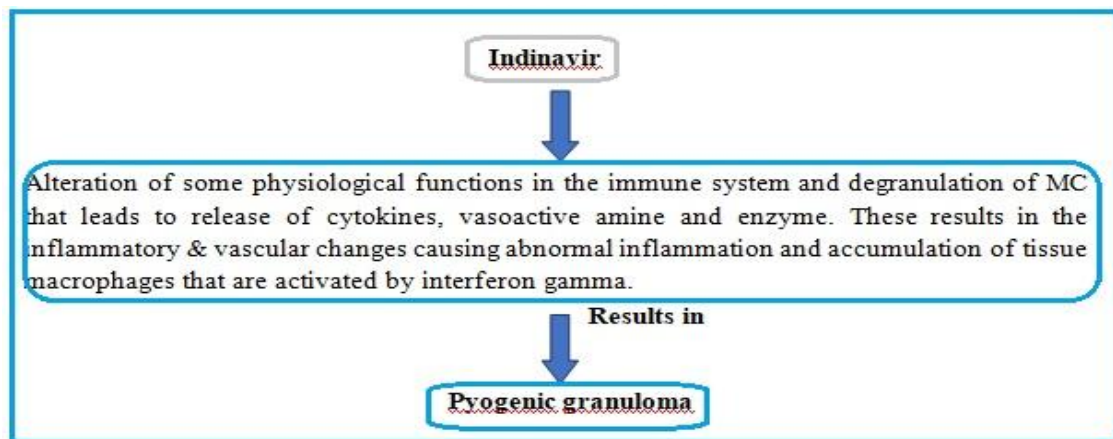 Indinavir
Alteration of some physiological functions in the immune system and degranulation of MC
that leads to release of cytokines, vasoactive amine and enzyme. These results in the
inflammatory & vascular changes causing abnormal inflammation and accumulation of tissue
macrophages that are activated by interferon gamma.
Results in
Pyogenic granuloma